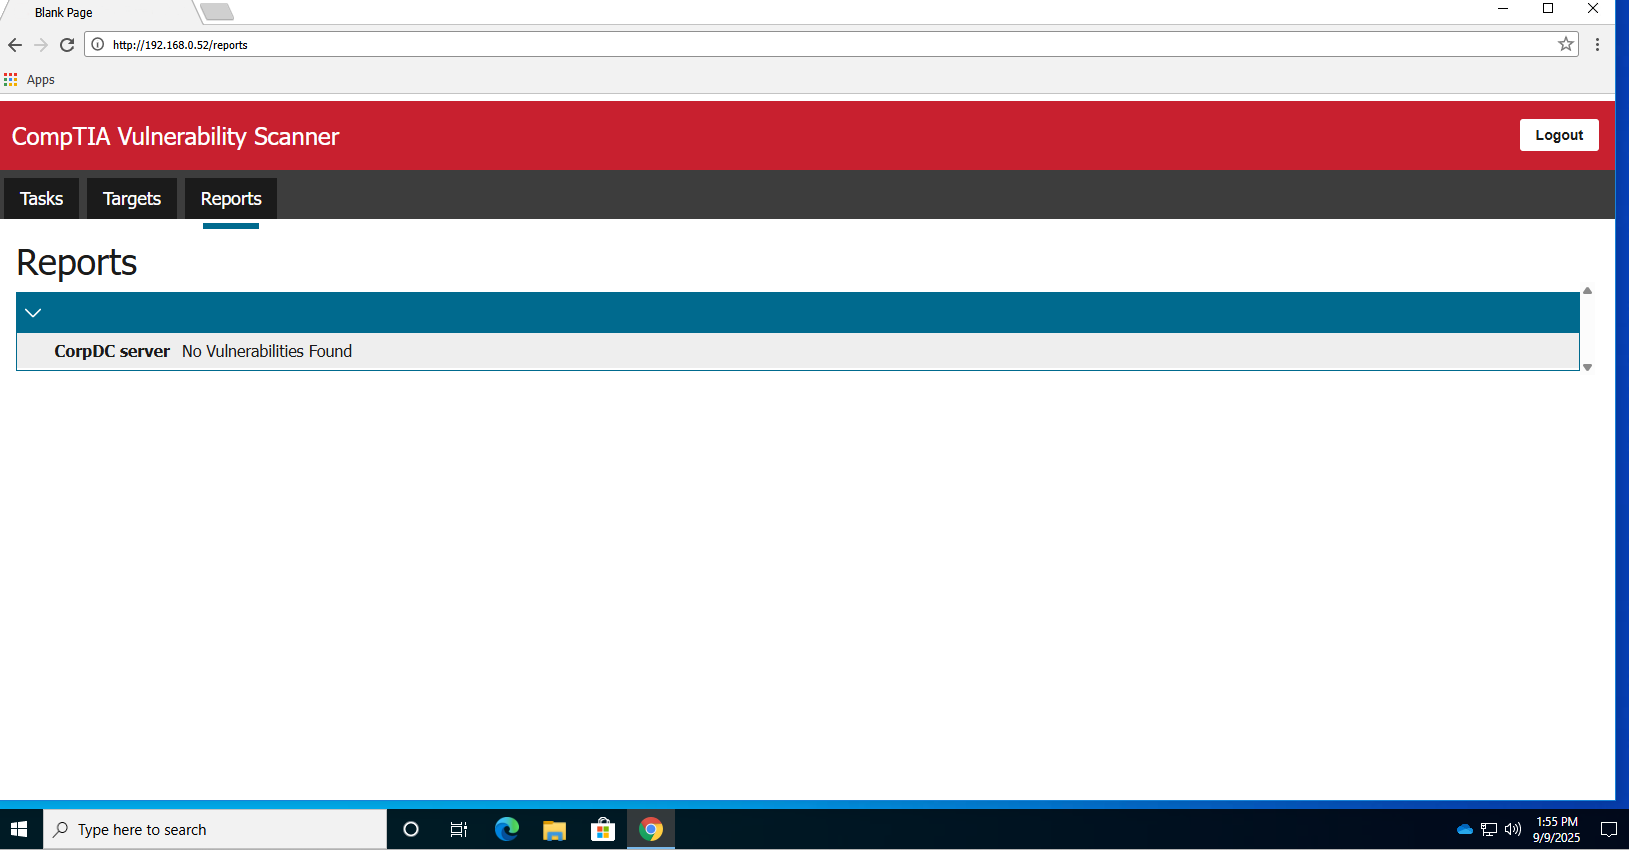 Blank Page
http://192.168.0.52/reports
Apps
CompTIA Vulnerability Scanner
Logout
Tasks
Targets
Reports
Reports
CorpDC server No Vulnerabilities Found
Type here to search
1:55 PM
9/9/2025